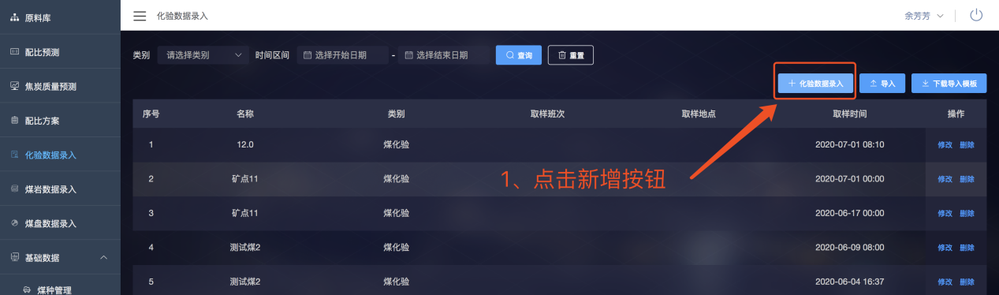 原料库
配比预测
焦炭质量预测
配比方案
化验数据录入
煤岩数据录入
煤盘数据录入
基础数据
煤种管理
化验数据录入 余芳芳
类别 请选择类别 时间区间 选择开始日期 - 选择结束日期 查询 重置
化验数据录入 导入 下载导入模板
序号 名称 类别 取样班次 取样地点 取样时间 操作
1 12.0 煤化验 2020-07-01 08:10 修改 删除
2 矿点11 煤化验 2020-07-01 00:00 修改 删除
1、点击新增按钮
3 矿点11 煤化验 2020-06-17 00:00 修改 删除
4 测试煤2 煤化验 2020-06-09 08:00 修改 删除
5 测试煤2 煤化验 2020-06-04 16:37 修改 删除